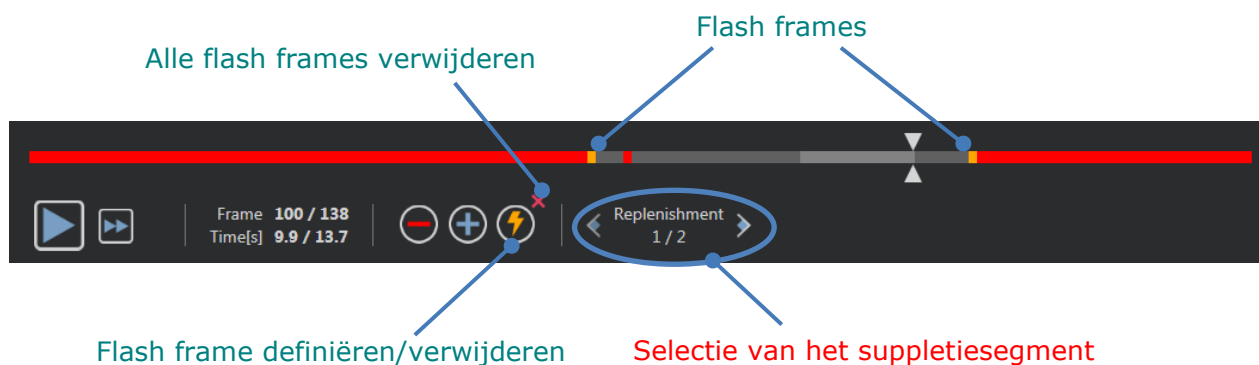 Flash frames
Alle flash frames verwijderen
Frame 100 / 138
Time[s] 9.9 / 13.7
Replenishment
1 / 2
Flash frame definiëren/verwijderen
Selectie van het suppletiesegment